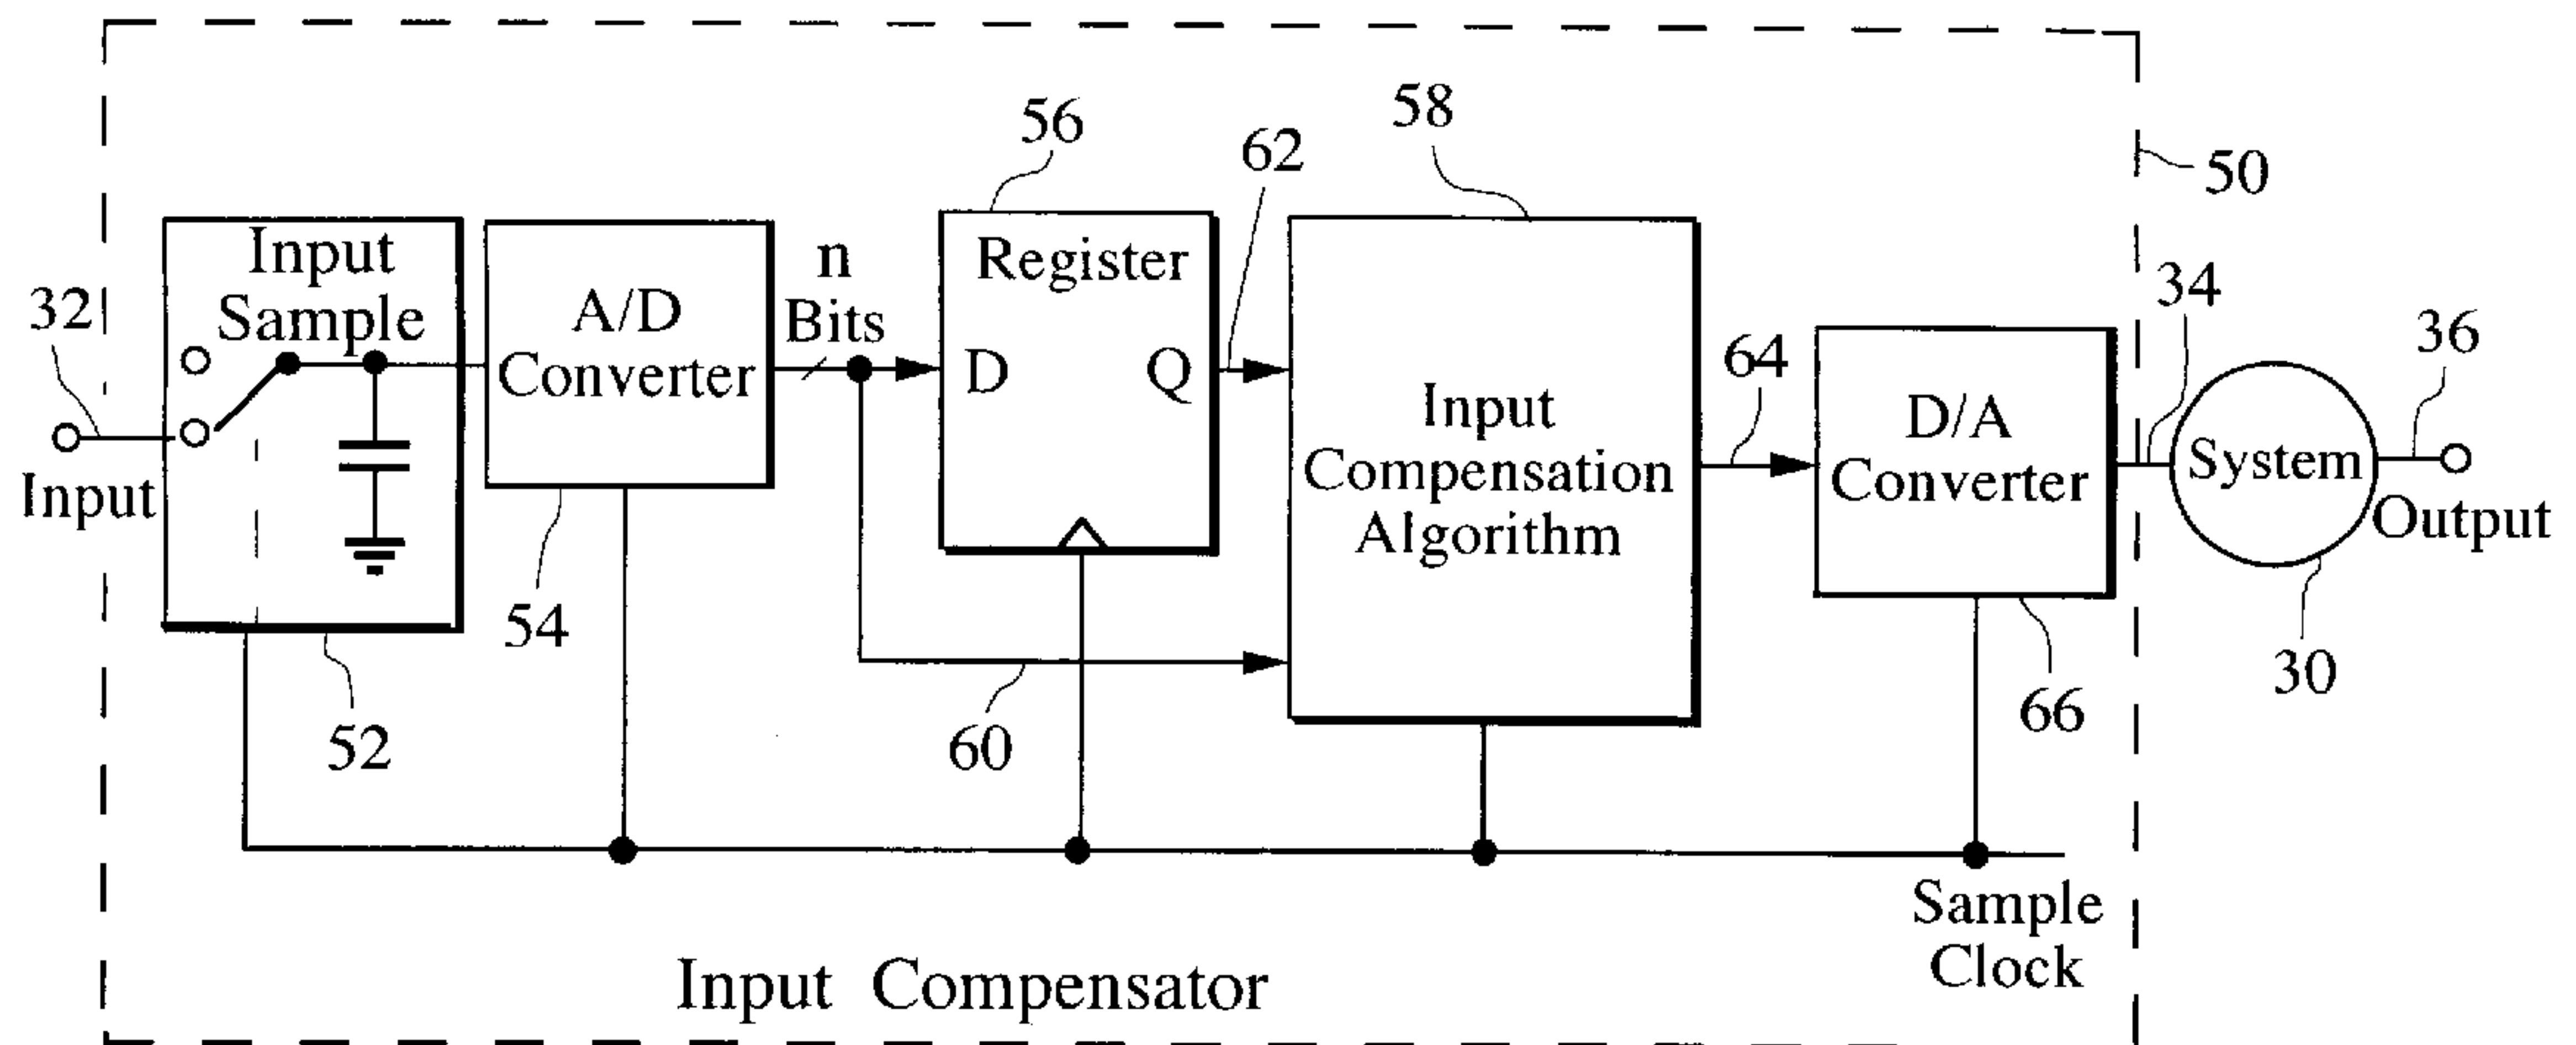 56
58
62
50
Input
Sample
n
Bits
Register
34
32
A/D
Converter
D
Q
64
36
Input
Compensation
Algorithm
D/A
Converter
System
Input
Output
54
52
60
66
30
Sample
Clock
Input Compensator